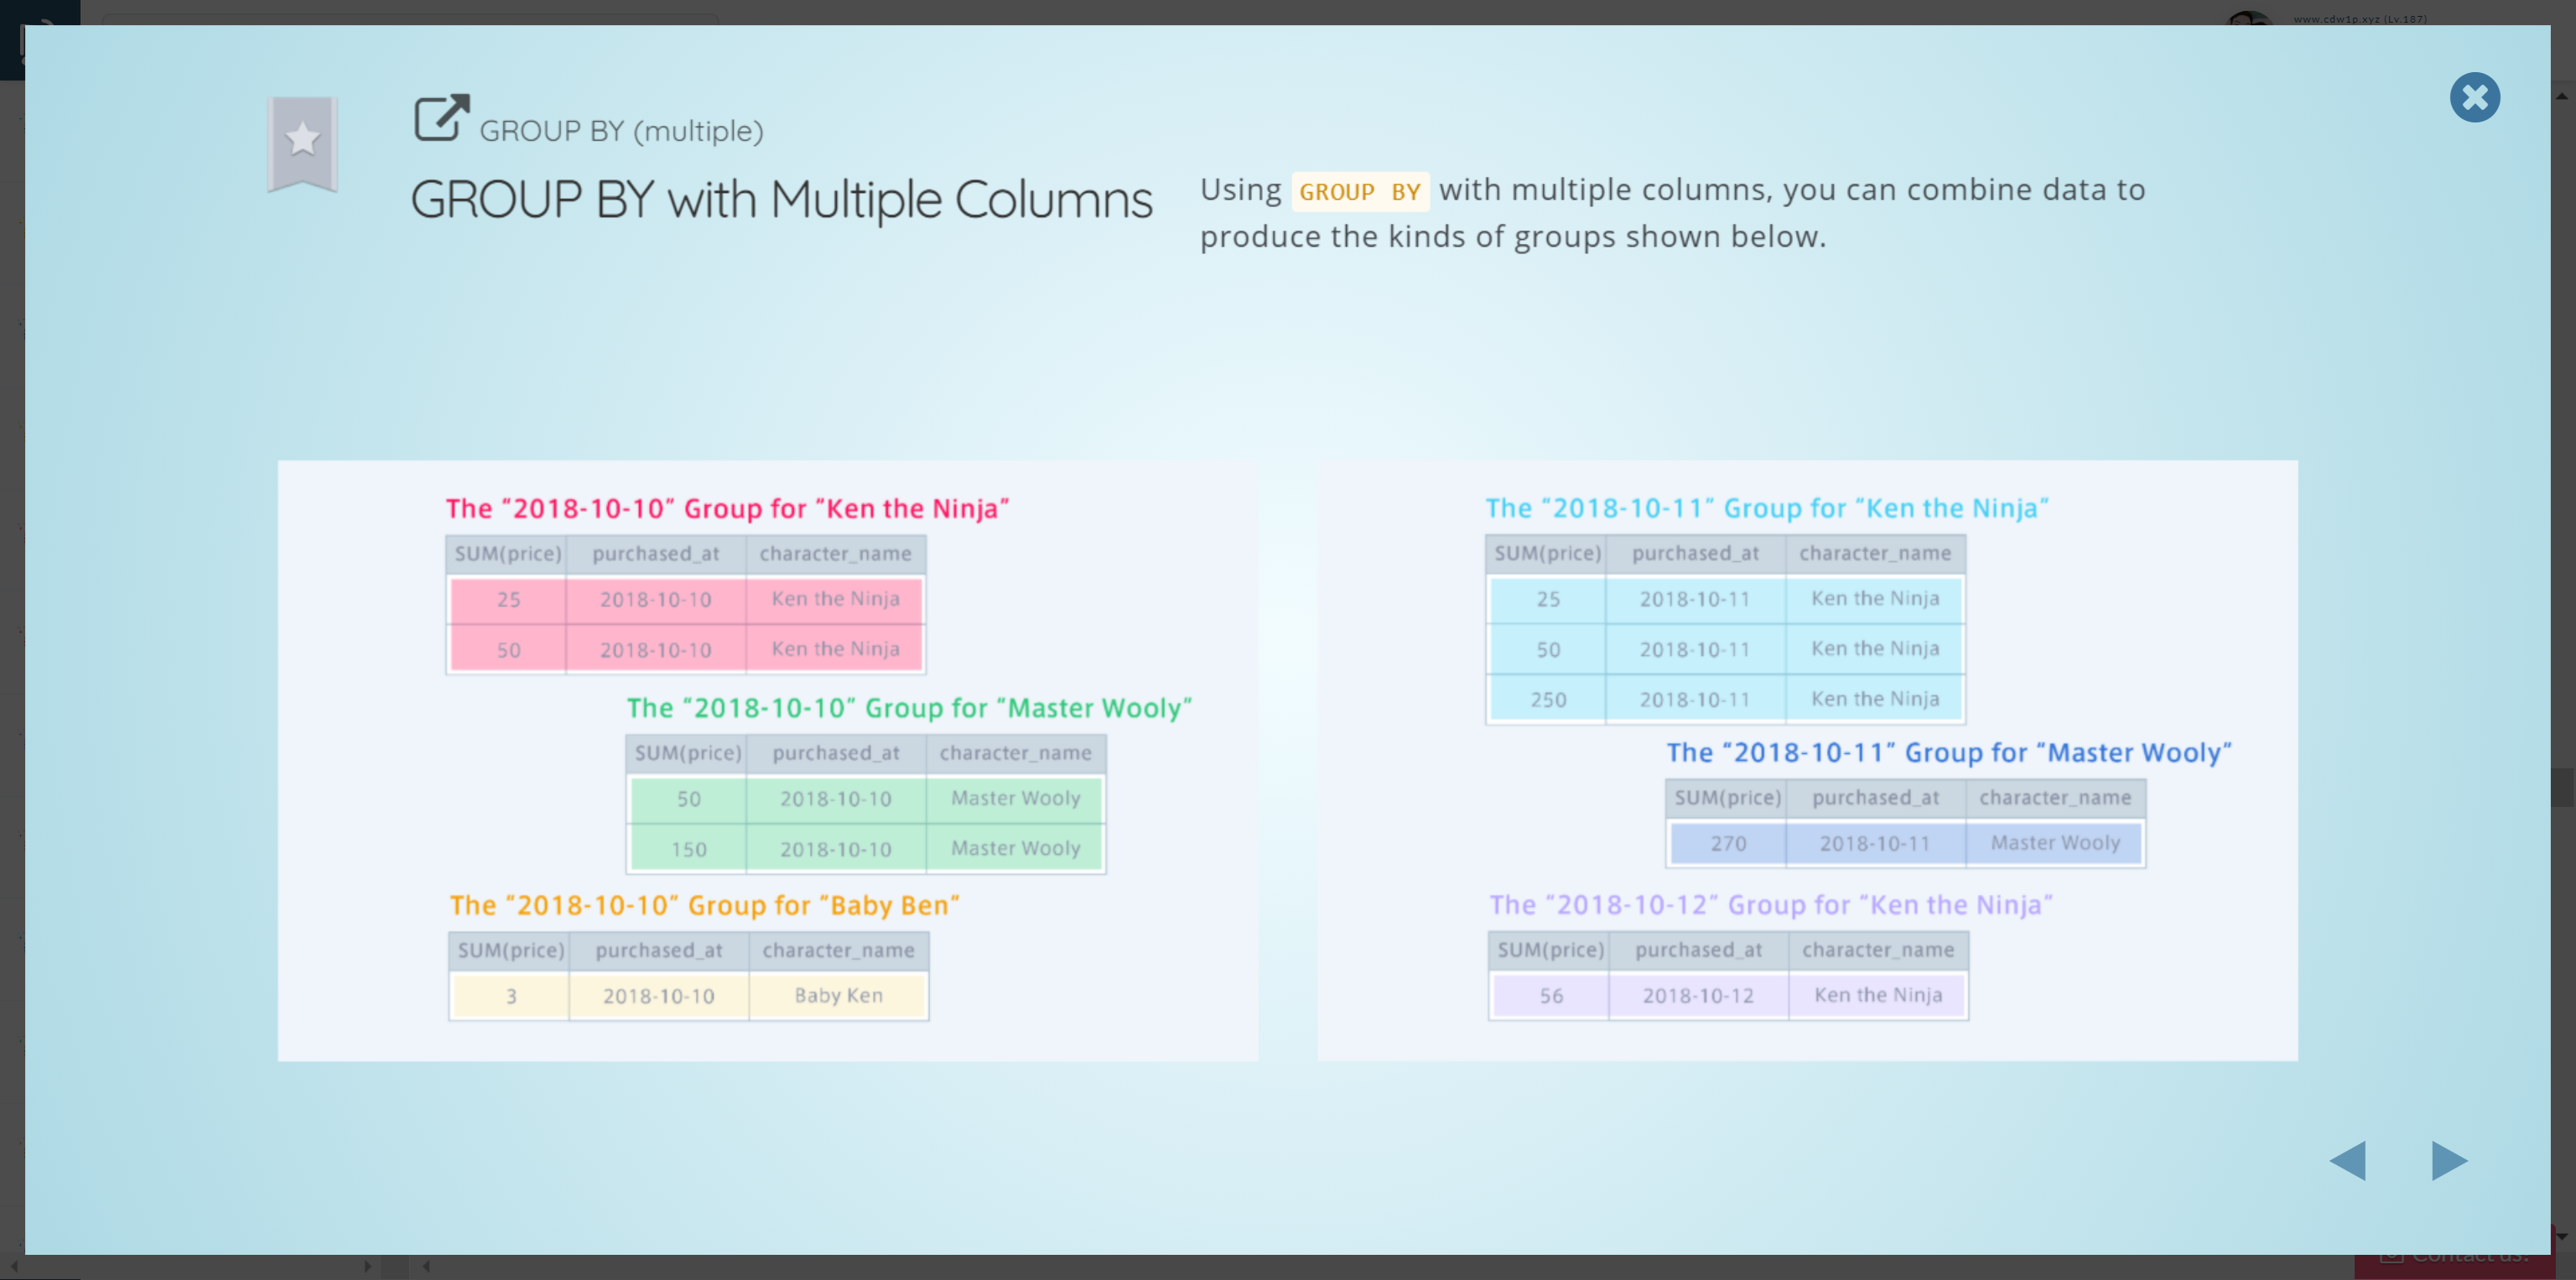 www.cdw1p.xyz (Lv.187)
GROUP BY (multiple)
GROUP BY with Multiple Columns
Using GROUP BY with multiple columns, you can combine data to
produce the kinds of groups shown below.
The “2018-10-10” Group for “Ken the Ninja”
SUM(price) purchased_at character_name
25 2018-10-10 Ken the Ninja
50 2018-10-10 Ken the Ninja
The “2018-10-10” Group for “Master Wooly”
SUM(price) purchased_at character_name
50 2018-10-10 Master Wooly
150 2018-10-10 Master Wooly
The “2018-10-10” Group for “Baby Ben”
SUM(price) purchased_at character_name
3 2018-10-10 Baby Ken
The “2018-10-11” Group for “Ken the Ninja”
SUM(price) purchased_at character_name
25 2018-10-11 Ken the Ninja
50 2018-10-11 Ken the Ninja
250 2018-10-11 Ken the Ninja
The “2018-10-11” Group for “Master Wooly”
SUM(price) purchased_at character_name
270 2018-10-11 Master Wooly
The “2018-10-12” Group for “Ken the Ninja”
SUM(price) purchased_at character_name
56 2018-10-12 Ken the Ninja
Contact us!